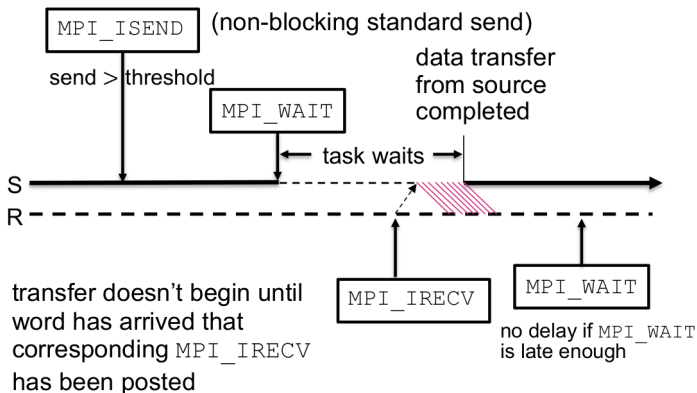 MPI_ISEND
(non-blocking standard send)
send > threshold
data transfer
from source
completed
MPI_WAIT
task waits
S
R
MPI_IRECV
MPI_WAIT
transfer doesn't begin until
word has arrived that
corresponding MPI_IRECV
has been posted
no delay if MPI_WAIT
is late enough